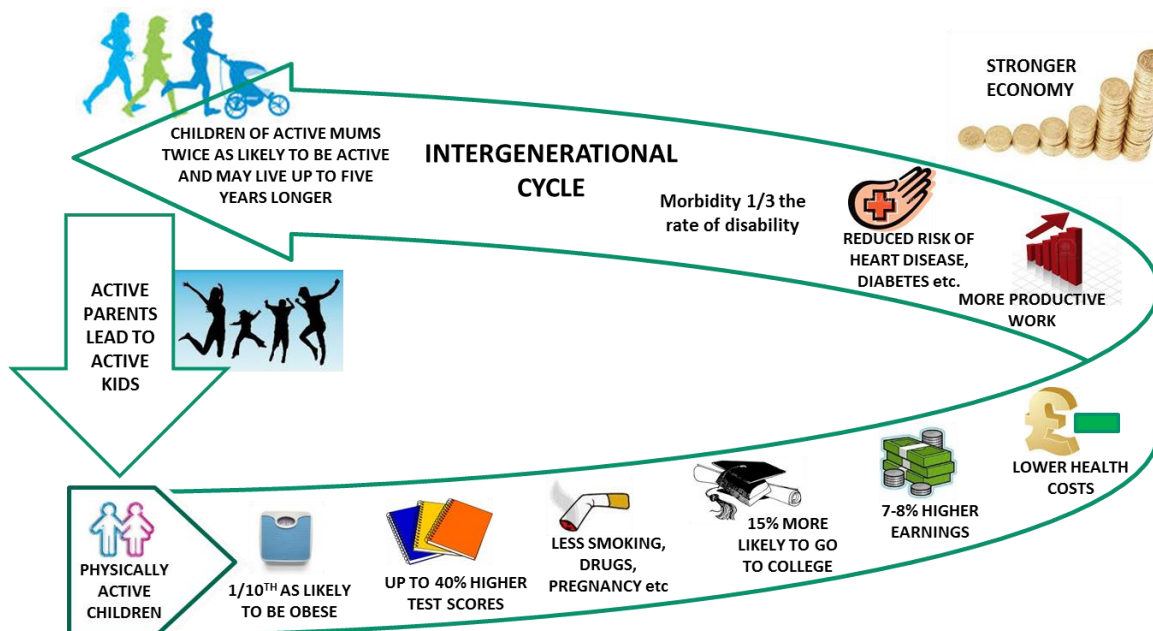 CHILDREN OF ACTIVE MUMS
TWICE AS LIKELY TO BE ACTIVE
AND MAY LIVE UP TO FIVE
YEARS LONGER
INTERGENERATIONAL
CYCLE
STRONGER
ECONOMY
Morbidity 1/3 the
rate of disability
REDUCED RISK OF
HEART DISEASE,
DIABETES etc.
MORE PRODUCTIVE
WORK
ACTIVE
PARENTS
LEAD TO
ACTIVE
KIDS
PHYSICALLY
ACTIVE
CHILDREN
1/10TH AS LIKELY
TO BE OBESE
UP TO 40% HIGHER
TEST SCORES
LESS SMOKING,
DRUGS,
PREGNANCY etc
15% MORE
LIKELY TO GO
TO COLLEGE
7-8% HIGHER
EARNINGS
£
LOWER HEALTH
COSTS